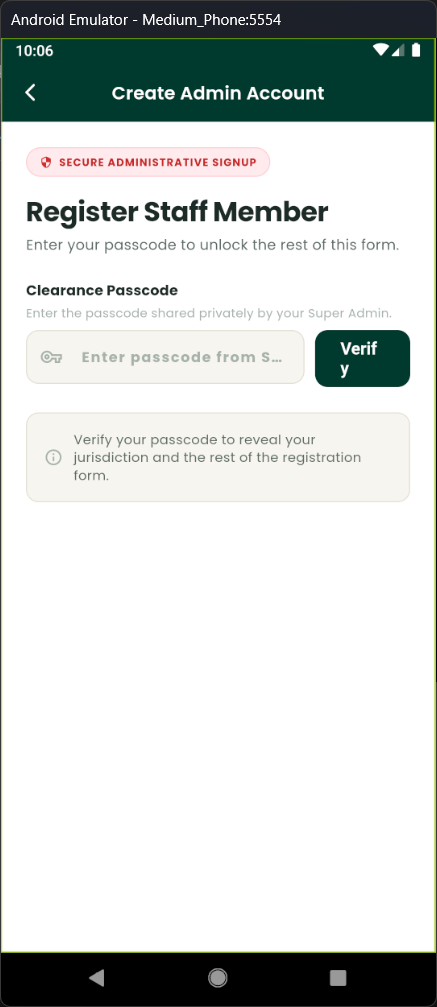 Android Emulator - Medium_Phone:5554
10:06
Create Admin Account
SECURE ADMINISTRATIVE SIGNUP
Register Staff Member
Enter your passcode to unlock the rest of this form.
Clearance Passcode
Enter the passcode shared privately by your Super Admin.
Enter passcode from S...
Verif
y
Verify your passcode to reveal your
jurisdiction and the rest of the registration
form.